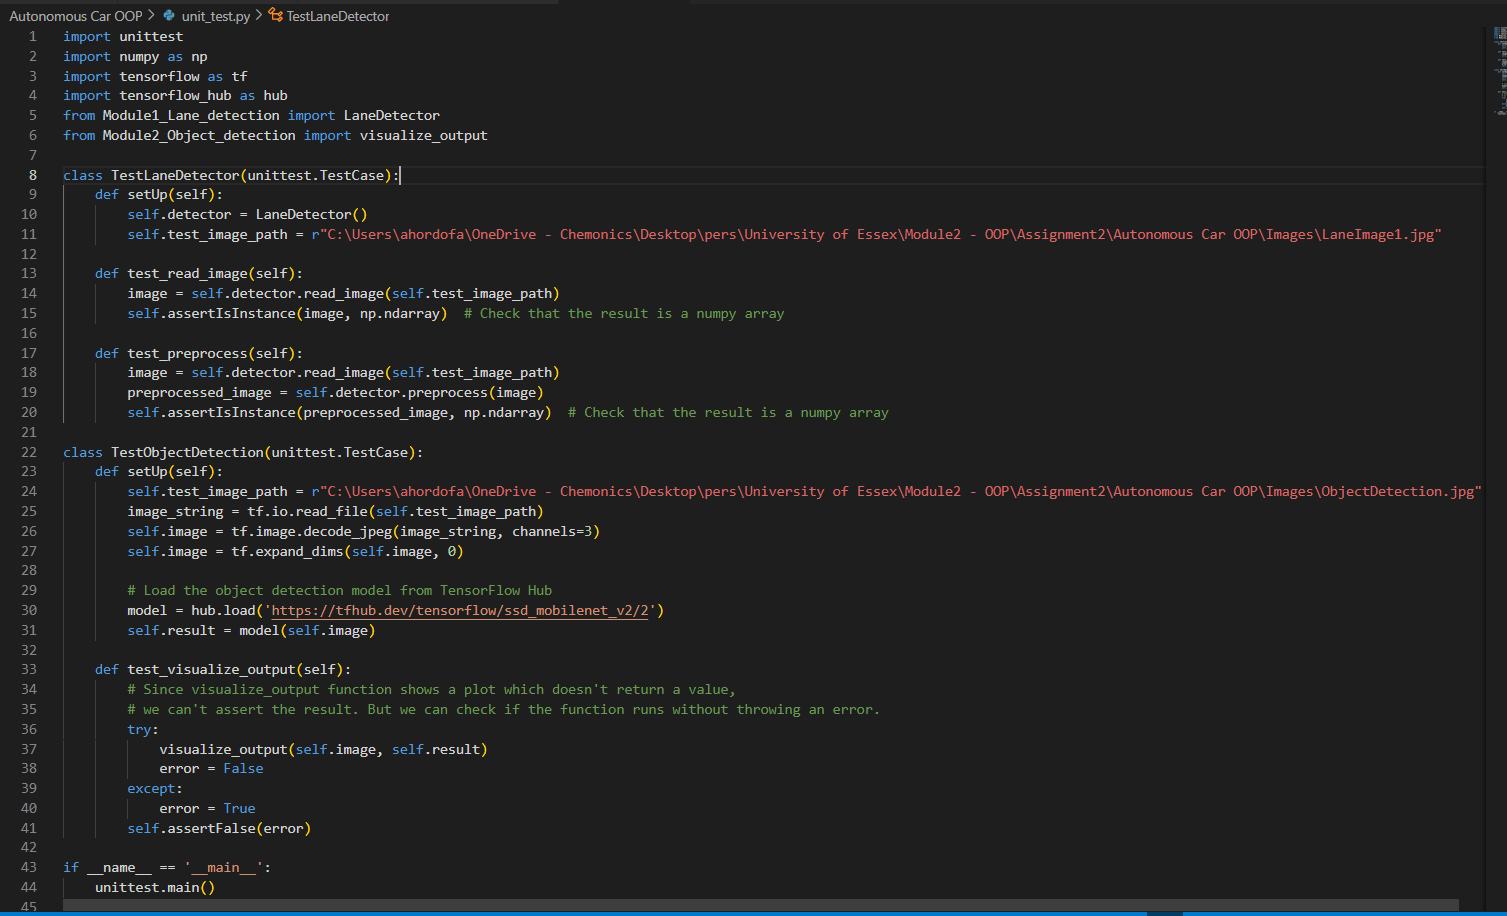 Autonomous Car OOP > unit_test.py > TestLaneDetector
1 import unittest
2 import numpy as np
3 import tensorflow as tf
4 import tensorflow_hub as hub
5 from Module1_Lane_detection import LaneDetector
6 from Module2_Object_detection import visualize_output
7
8 class TestLaneDetector(unittest.TestCase):
9     def setUp(self):
10         self.detector = LaneDetector()
11         self.test_image_path = r"C:\Users\ahordofa\OneDrive - Chemonics\Desktop\pers\University of Essex\Module2 - OOP\Assignment2\Autonomous Car OOP\Images\LaneImage1.jpg"
12
13     def test_read_image(self):
14         image = self.detector.read_image(self.test_image_path)
15         self.assertIsInstance(image, np.ndarray)  # Check that the result is a numpy array
16
17     def test_preprocess(self):
18         image = self.detector.read_image(self.test_image_path)
19         preprocessed_image = self.detector.preprocess(image)
20         self.assertIsInstance(preprocessed_image, np.ndarray)  # Check that the result is a numpy array
21
22 class TestObjectDetection(unittest.TestCase):
23     def setUp(self):
24         self.test_image_path = r"C:\Users\ahordofa\OneDrive - Chemonics\Desktop\pers\University of Essex\Module2 - OOP\Assignment2\Autonomous Car OOP\Images\ObjectDetection.jpg"
25         image_string = tf.io.read_file(self.test_image_path)
26         self.image = tf.image.decode_jpeg(image_string, channels=3)
27         self.image = tf.expand_dims(self.image, 0)
28
29         # Load the object detection model from TensorFlow Hub
30         model = hub.load('https://tfhub.dev/tensorflow/ssd_mobilenet_v2/2')
31         self.result = model(self.image)
32
33     def test_visualize_output(self):
34         # Since visualize_output function shows a plot which doesn't return a value,
35         # we can't assert the result. But we can check if the function runs without throwing an error.
36         try:
37             visualize_output(self.image, self.result)
38             error = False
39         except:
40             error = True
41         self.assertFalse(error)
42
43 if __name__ == '__main__':
44     unittest.main()
45